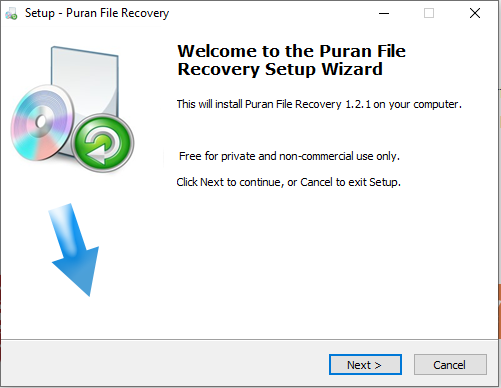 Setup - Puran File Recovery
Welcome to the Puran File
Recovery Setup Wizard
This will install Puran File Recovery 1.2.1 on your computer.
Free for private and non-commercial use only.
Click Next to continue, or Cancel to exit Setup.
Next >
Cancel